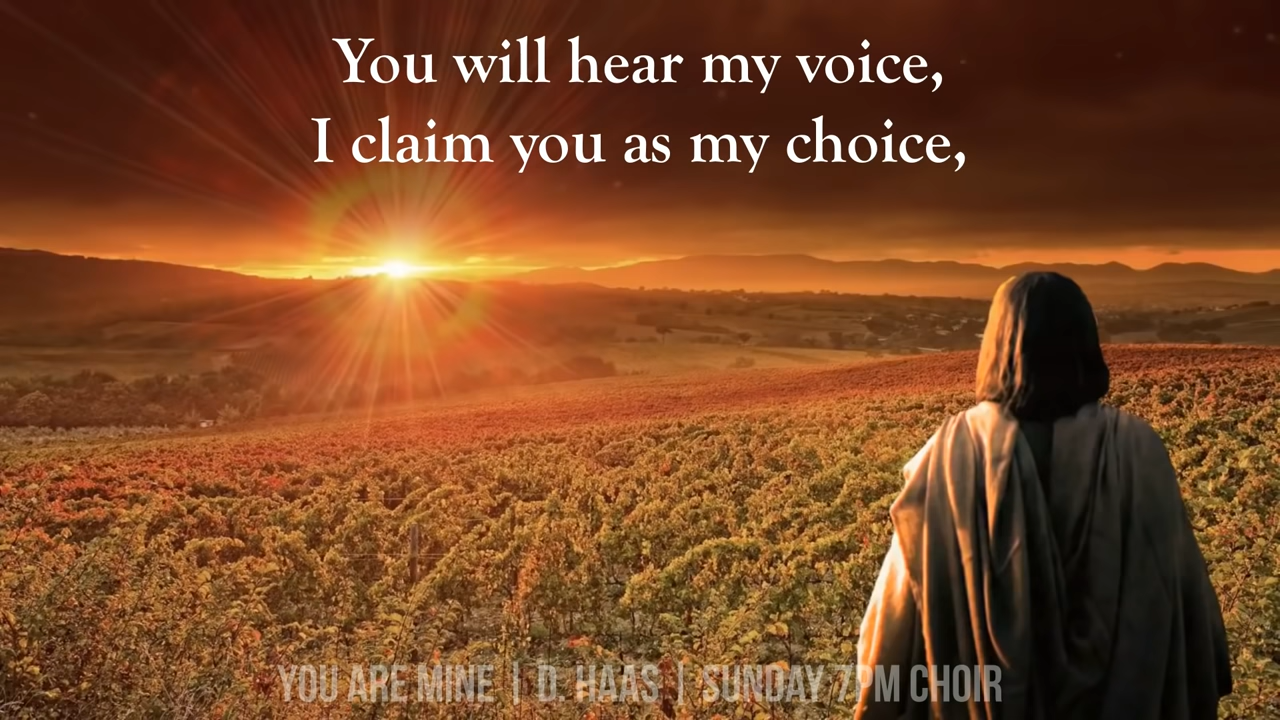 You will hear my voice,
I claim you as my choice,
YOU ARE MINE | D. HAAS | SUNDAY 7PM CHOIR